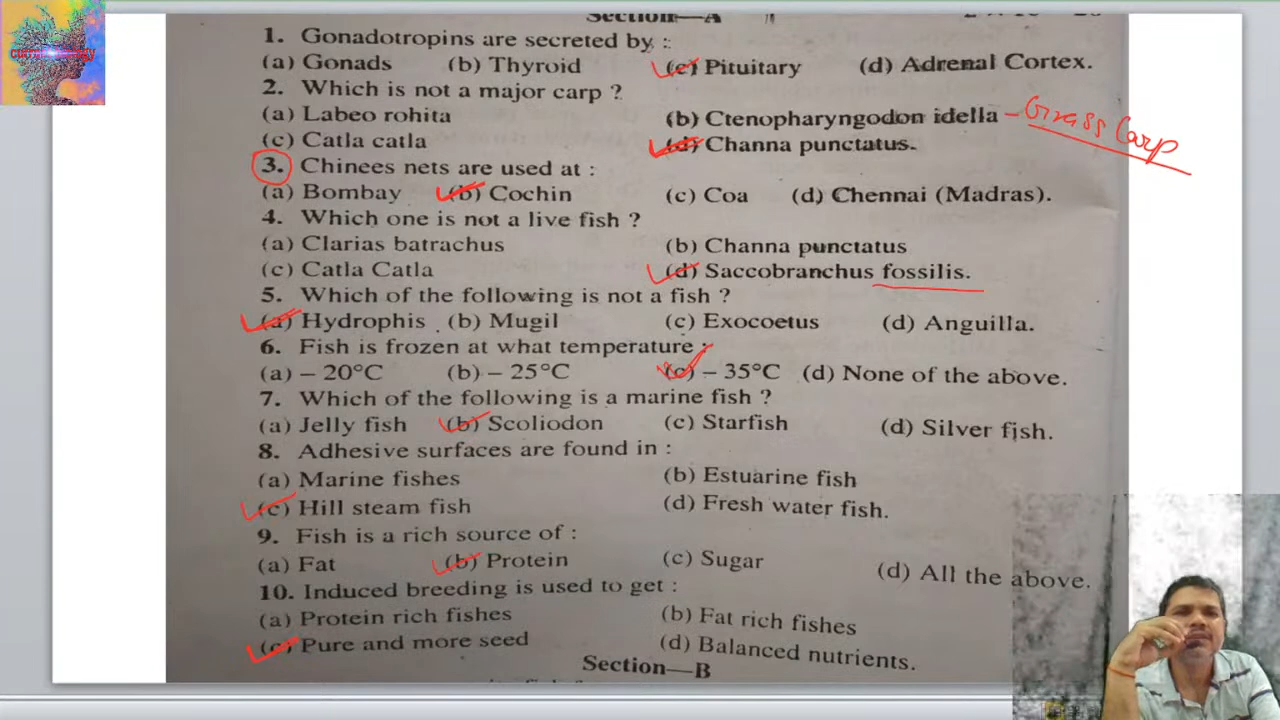 Section—A
1. Gonadotropins are secreted by :
(a) Gonads (b) Thyroid (c) Pituitary (d) Adrenal Cortex.
2. Which is not a major carp ?
(a) Labeo rohita (b) Ctenopharyngodon idella – Grass Carp
(c) Catla catla (d) Channa punctatus.
3. Chinees nets are used at :
(a) Bombay (b) Cochin (c) Coa (d) Chennai (Madras).
4. Which one is not a live fish ?
(a) Clarias batrachus (b) Channa punctatus
(c) Catla Catla (d) Saccobranchus fossilis.
5. Which of the following is not a fish ?
(a) Hydrophis (b) Mugil (c) Exocoetus (d) Anguilla.
6. Fish is frozen at what temperature :
(a) – 20°C (b) – 25°C (c) – 35°C (d) None of the above.
7. Which of the following is a marine fish ?
(a) Jelly fish (b) Scoliodon (c) Starfish (d) Silver fish.
8. Adhesive surfaces are found in :
(a) Marine fishes (b) Estuarine fish
(c) Hill steam fish (d) Fresh water fish.
9. Fish is a rich source of :
(a) Fat (b) Protein (c) Sugar (d) All the above.
10. Induced breeding is used to get :
(a) Protein rich fishes (b) Fat rich fishes
(c) Pure and more seed (d) Balanced nutrients.
Section—B